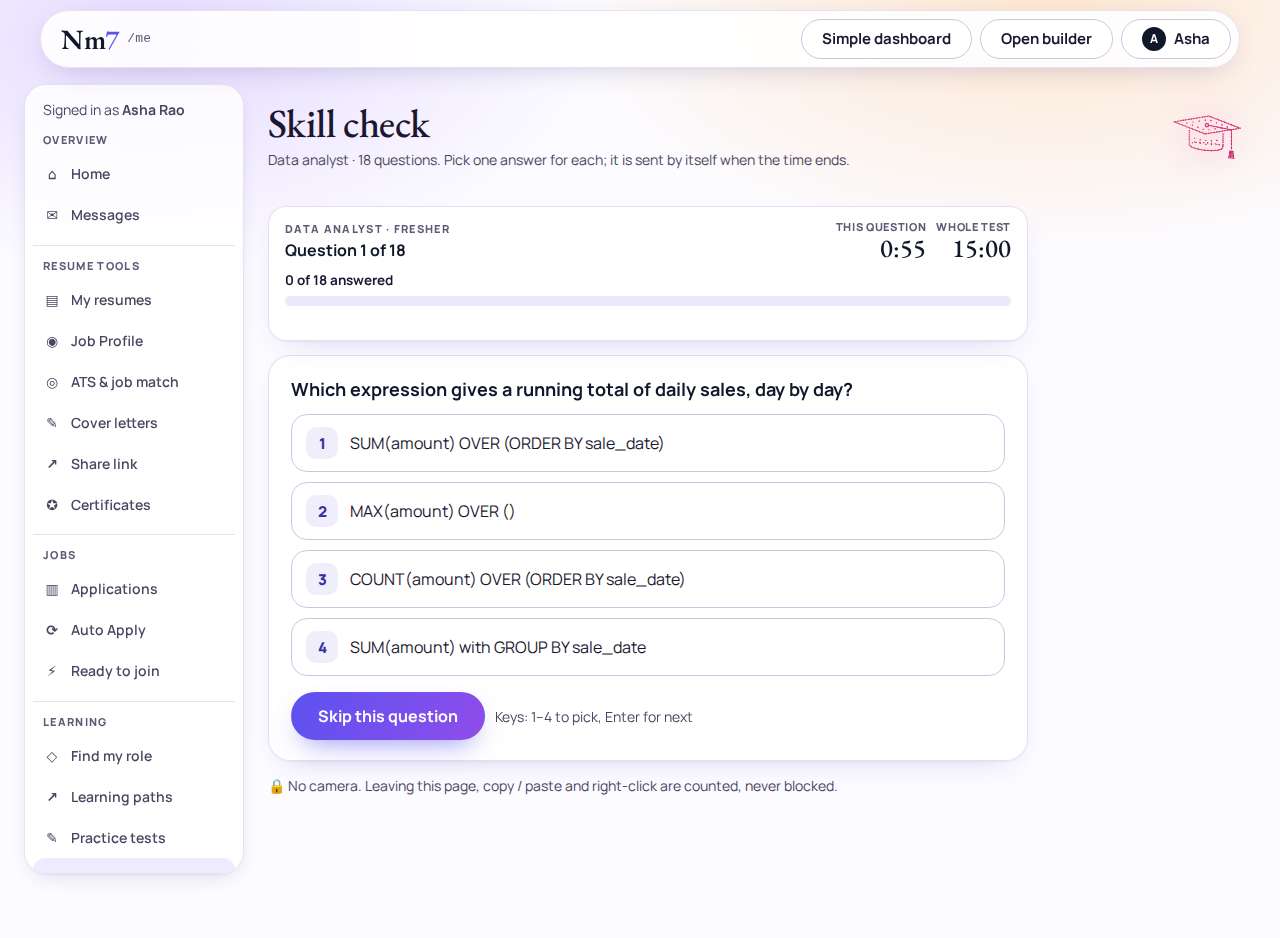 Nm7 /me
Simple dashboard
Open builder
A Asha
Signed in as Asha Rao
OVERVIEW
Home
Messages
RESUME TOOLS
My resumes
Job Profile
ATS & job match
Cover letters
Share link
Certificates
JOBS
Applications
Auto Apply
Ready to join
LEARNING
Find my role
Learning paths
Practice tests
Skill check
Data analyst · 18 questions. Pick one answer for each; it is sent by itself when the time ends.
DATA ANALYST · FRESHER
Question 1 of 18
THIS QUESTION
0:55
WHOLE TEST
15:00
0 of 18 answered
Which expression gives a running total of daily sales, day by day?
1 SUM(amount) OVER (ORDER BY sale_date)
2 MAX(amount) OVER ()
3 COUNT(amount) OVER (ORDER BY sale_date)
4 SUM(amount) with GROUP BY sale_date
Skip this question
Keys: 1–4 to pick, Enter for next
🔒 No camera. Leaving this page, copy / paste and right-click are counted, never blocked.